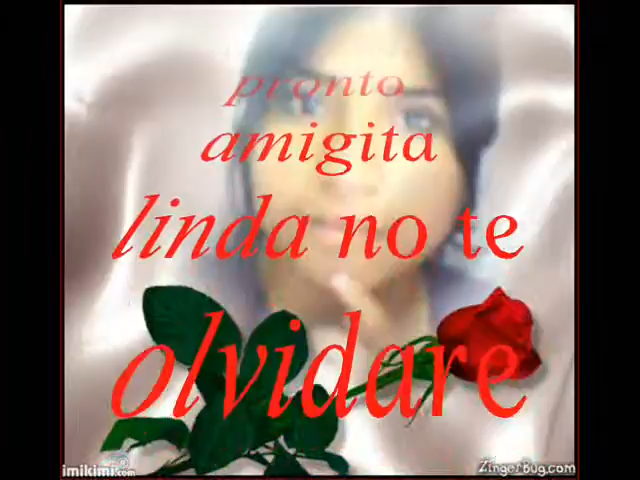 pronto
amigita
linda no te
olvidare
imikimi.com
ZingerBug.com